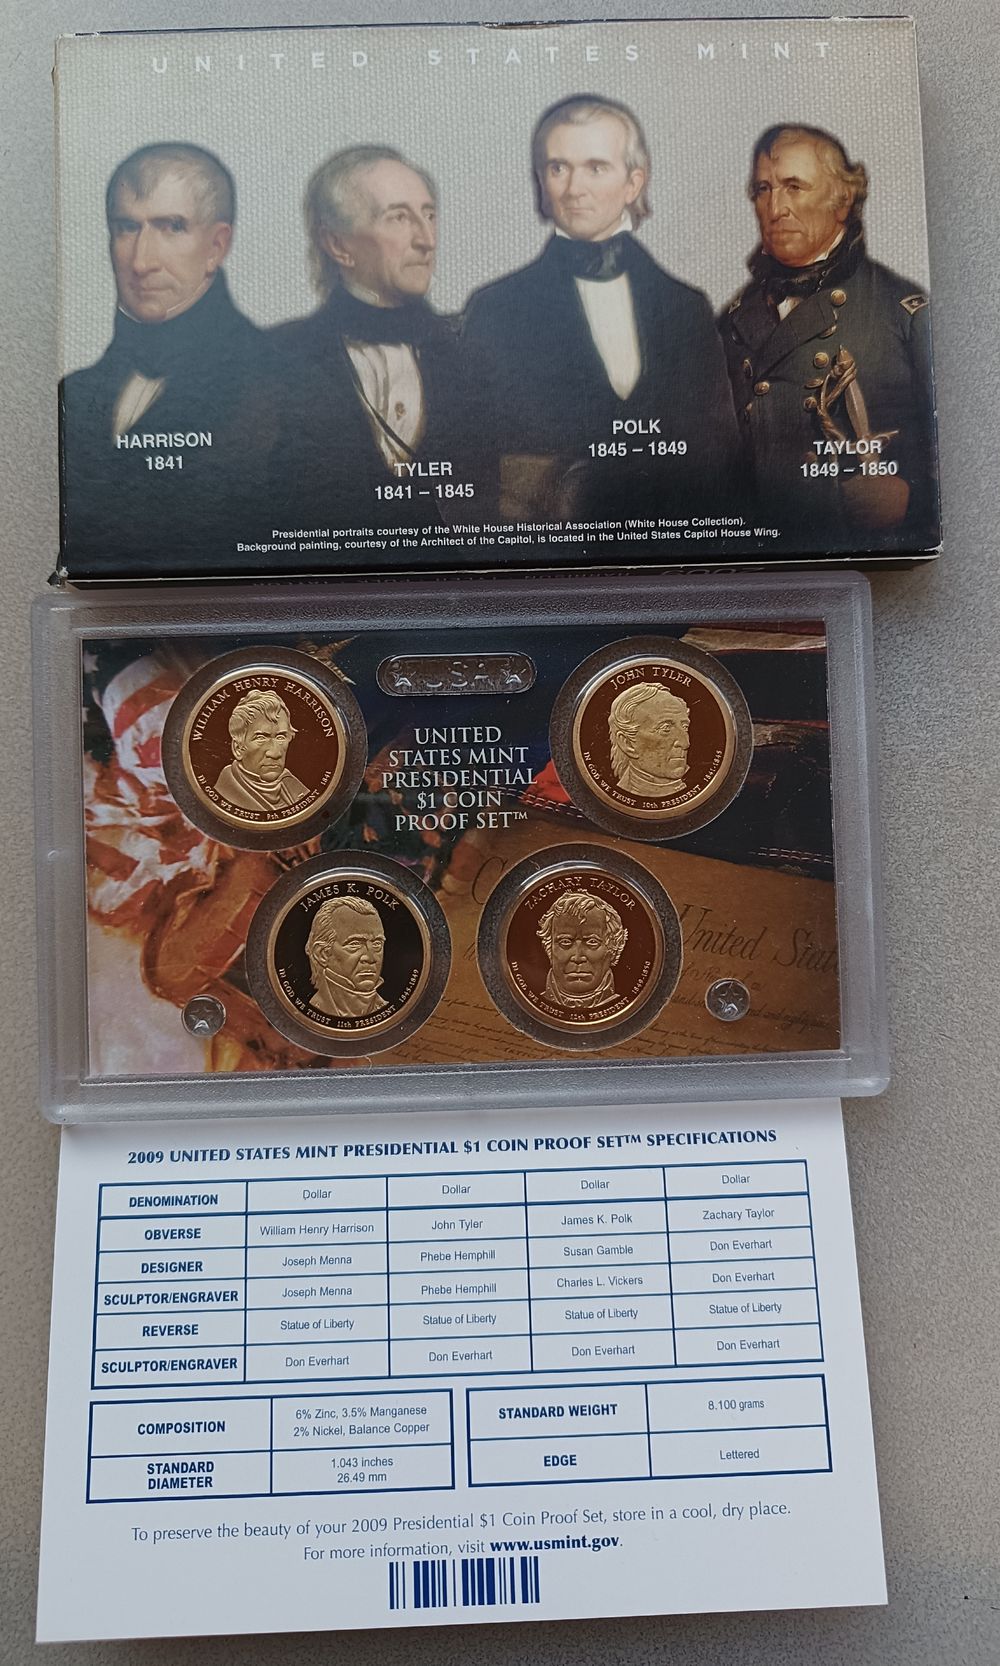 UNITED STATES MINT
HARRISON
1841
TYLER
1841 – 1845
POLK
1845 – 1849
TAYLOR
1849 – 1850
Presidential portraits courtesy of the White House Historical Association (White House Collection).
Background painting, courtesy of the Architect of the Capitol, is located in the United States Capitol House Wing.
USA
WILLIAM HENRY HARRISON
IN GOD WE TRUST 9th PRESIDENT 1841
JOHN TYLER
IN GOD WE TRUST 10th PRESIDENT 1841-1845
UNITED
STATES MINT
PRESIDENTIAL
$1 COIN
PROOF SET™
JAMES K. POLK
IN GOD WE TRUST 11th PRESIDENT 1845-1849
ZACHARY TAYLOR
IN GOD WE TRUST 12th PRESIDENT 1849-1850
United
2009 UNITED STATES MINT PRESIDENTIAL $1 COIN PROOF SET™ SPECIFICATIONS
DENOMINATION Dollar Dollar Dollar Dollar
OBVERSE William Henry Harrison John Tyler James K. Polk Zachary Taylor
DESIGNER Joseph Menna Phebe Hemphill Susan Gamble Don Everhart
SCULPTOR/ENGRAVER Joseph Menna Phebe Hemphill Charles L. Vickers Don Everhart
REVERSE Statue of Liberty Statue of Liberty Statue of Liberty Statue of Liberty
SCULPTOR/ENGRAVER Don Everhart Don Everhart Don Everhart Don Everhart
COMPOSITION
6% Zinc, 3.5% Manganese
2% Nickel, Balance Copper
STANDARD
DIAMETER
1.043 inches
26.49 mm
STANDARD WEIGHT 8.100 grams
EDGE Lettered
To preserve the beauty of your 2009 Presidential $1 Coin Proof Set, store in a cool, dry place.
For more information, visit www.usmint.gov.